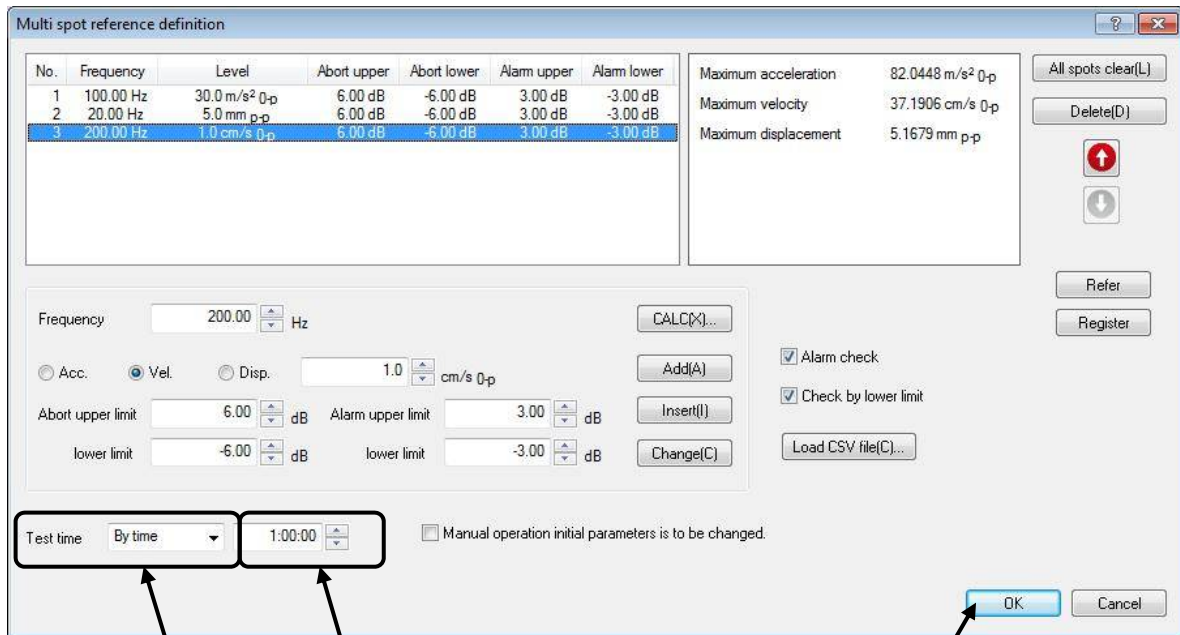 Multi spot reference definition
No. Frequency Level Abort upper Abort lower Alarm upper Alarm lower
1 100.00 Hz 30.0 m/s² 0-p 6.00 dB -6.00 dB 3.00 dB -3.00 dB
2 20.00 Hz 5.0 mm p-p 6.00 dB -6.00 dB 3.00 dB -3.00 dB
3 200.00 Hz 1.0 cm/s 0-p 6.00 dB -6.00 dB 3.00 dB -3.00 dB
Maximum acceleration 82.0448 m/s² 0-p
Maximum velocity 37.1906 cm/s 0-p
Maximum displacement 5.1679 mm p-p
All spots clear(L)
Delete(D)
Refer
Register
Frequency 200.00 Hz
CALC(X)...
Acc. Vel. Disp. 1.0 cm/s 0-p
Add(A)
Abort upper limit 6.00 dB Alarm upper limit 3.00 dB
Insert(I)
lower limit -6.00 dB lower limit -3.00 dB
Change(C)
Alarm check
Check by lower limit
Load CSV file(C)...
Test time By time 1:00:00
Manual operation initial parameters is to be changed.
OK Cancel